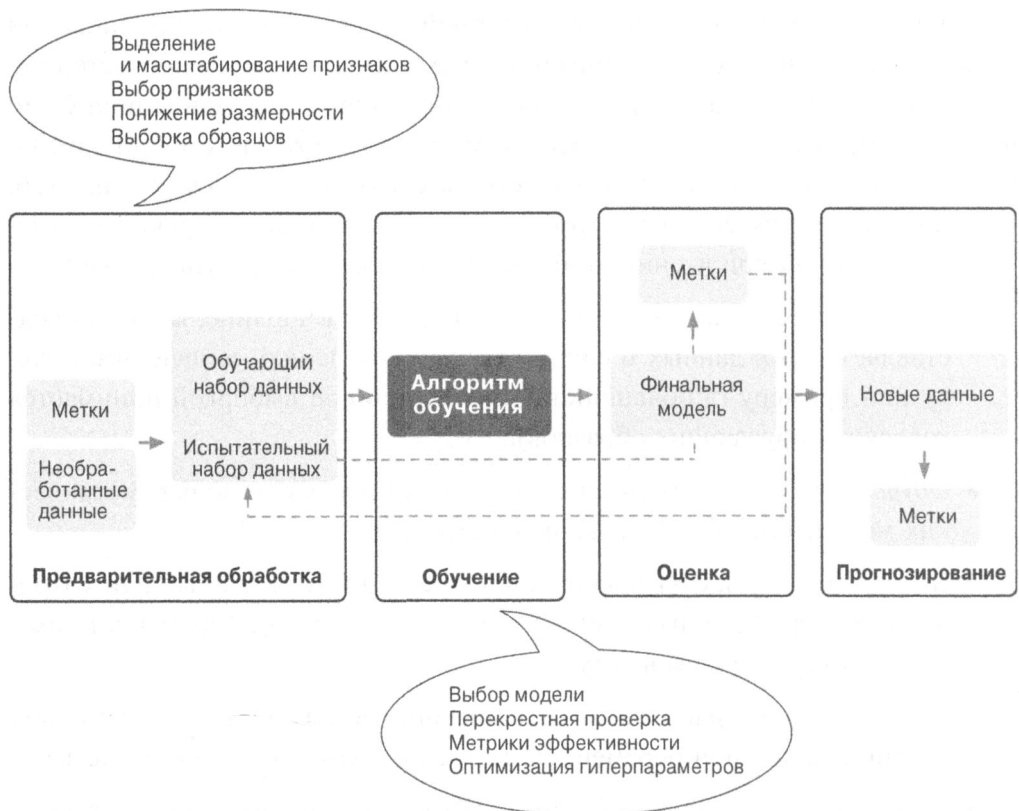 Выделение
и масштабирование признаков
Выбор признаков
Понижение размерности
Выборка образцов
Метки
Необра-
ботанные
данные
Обучающий
набор данных
Испытательный
набор данных
Предварительная обработка
Алгоритм
обучения
Обучение
Метки
Финальная
модель
Оценка
Новые данные
Метки
Прогнозирование
Выбор модели
Перекрестная проверка
Метрики эффективности
Оптимизация гиперпараметров